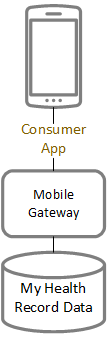 Consumer
App
Mobile
Gateway
My Health
Record Data